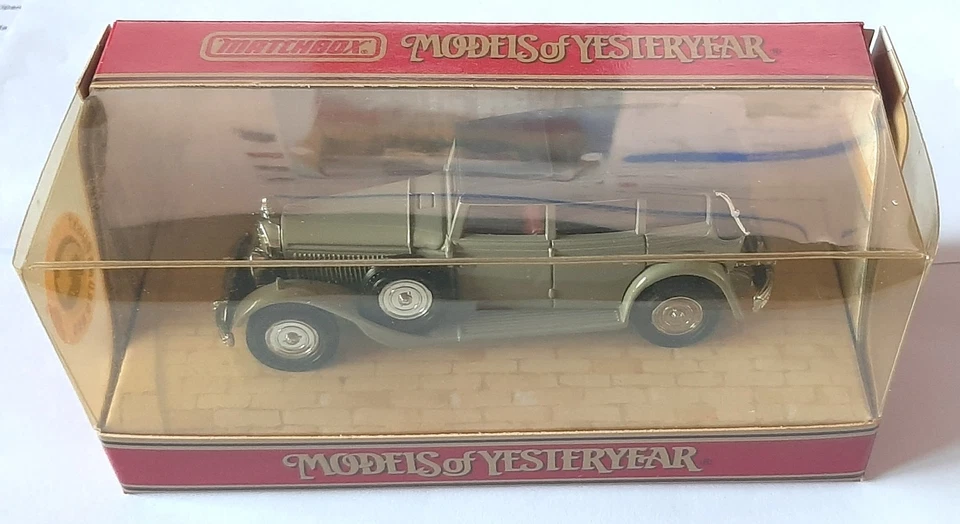 MATCHBOX® MODELS of YESTERYEAR®
MODELS of YESTERYEAR®